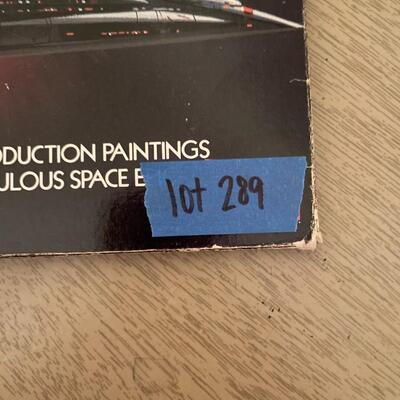 ODUCTION PAINTINGS
ULOUS SPACE E
lot 289